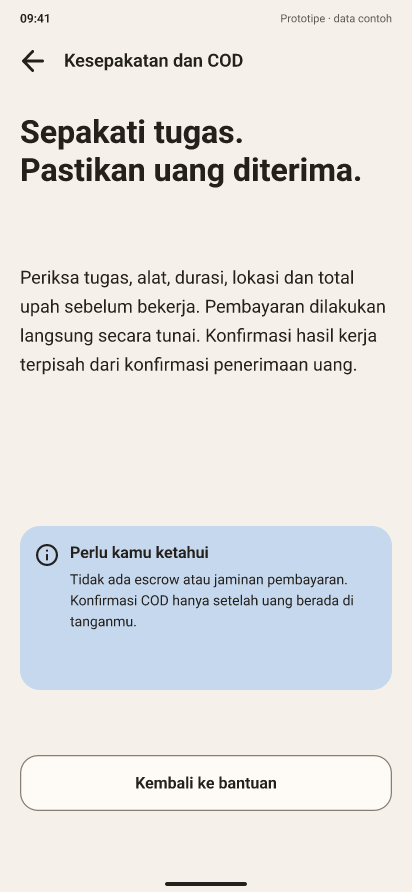 09:41
Prototipe · data contoh
Kesepakatan dan COD
Sepakati tugas.
Pastikan uang diterima.
Periksa tugas, alat, durasi, lokasi dan total
upah sebelum bekerja. Pembayaran dilakukan
langsung secara tunai. Konfirmasi hasil kerja
terpisah dari konfirmasi penerimaan uang.
Perlu kamu ketahui
Tidak ada escrow atau jaminan pembayaran.
Konfirmasi COD hanya setelah uang berada di
tanganmu.
Kembali ke bantuan